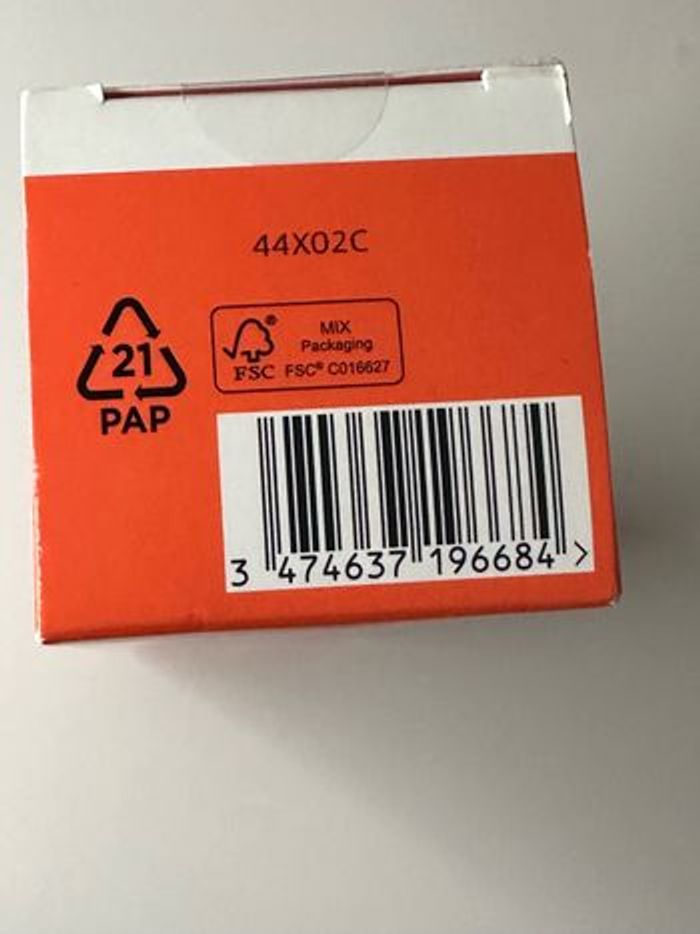 44X02C
21
PAP
FSC®
MIX
Packaging
FSC® C016627
3 474637 196684 >